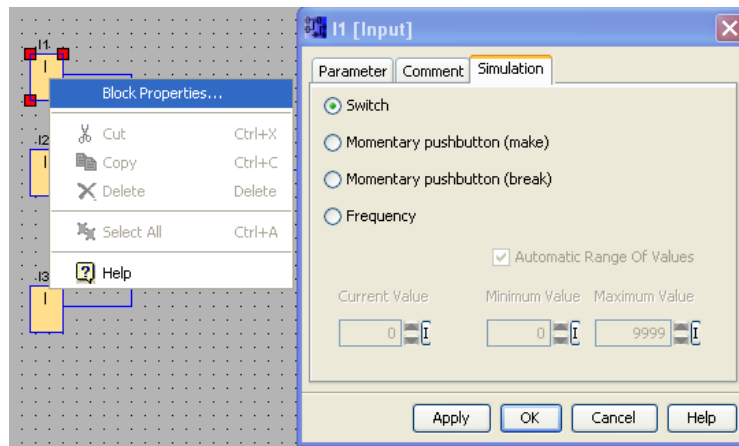 I1
I
Block Properties...
Cut Ctrl+X
Copy Ctrl+C
Delete Delete
Select All Ctrl+A
Help
I2
I
I3
I
I1 [Input]
Parameter Comment Simulation
Switch
Momentary pushbutton (make)
Momentary pushbutton (break)
Frequency
Automatic Range Of Values
Current Value Minimum Value Maximum Value
0 0 9999
Apply OK Cancel Help